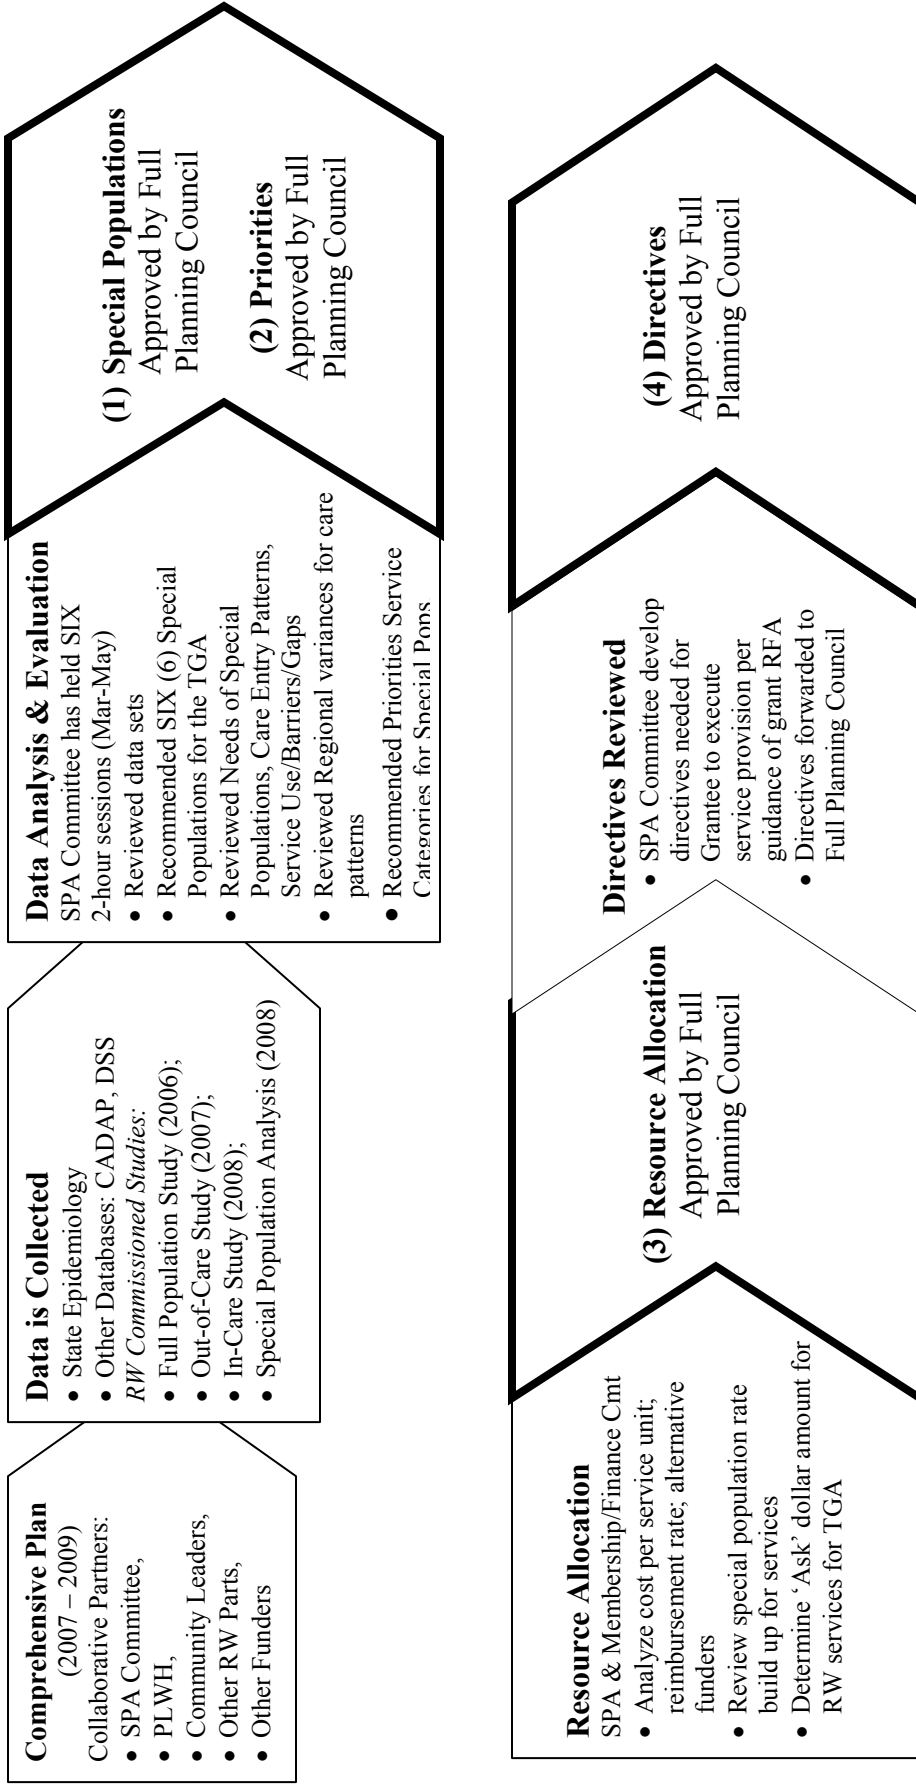 Comprehensive Plan
(2007 – 2009)
Collaborative Partners:
• SPA Committee,
• PLWH,
• Community Leaders,
• Other RW Parts,
• Other Funders
Data is Collected
• State Epidemiology
• Other Databases: CADAP, DSS
RW Commissioned Studies:
• Full Population Study (2006);
• Out-of-Care Study (2007);
• In-Care Study (2008);
• Special Population Analysis (2008)
Data Analysis & Evaluation
SPA Committee has held SIX
2-hour sessions (Mar-May)
• Reviewed data sets
• Recommended SIX (6) Special
Populations for the TGA
• Reviewed Needs of Special
Populations, Care Entry Patterns,
Service Use/Barriers/Gaps
• Reviewed Regional variances for care
patterns
• Recommended Priorities Service
Categories for Special Pops
(1) Special Populations
Approved by Full
Planning Council
(2) Priorities
Approved by Full
Planning Council
Resource Allocation
SPA & Membership/Finance Cmt
• Analyze cost per service unit;
reimbursement rate; alternative
funders
• Review special population rate
build up for services
• Determine ‘Ask’ dollar amount for
RW services for TGA
(3) Resource Allocation
Approved by Full
Planning Council
Directives Reviewed
• SPA Committee develop
directives needed for
Grantee to execute
service provision per
guidance of grant RFA
• Directives forwarded to
Full Planning Council
(4) Directives
Approved by Full
Planning Council